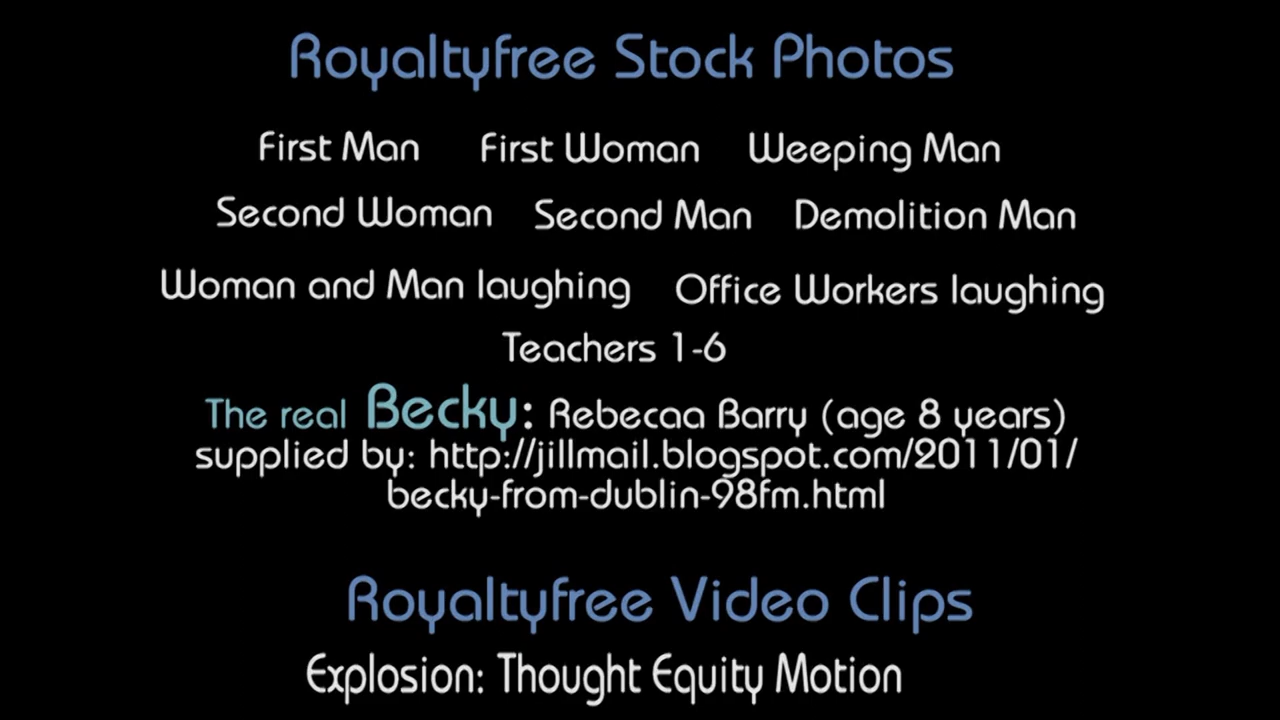 Royaltyfree Stock Photos
First Man First Woman Weeping Man
Second Woman Second Man Demolition Man
Woman and Man laughing Office Workers laughing
Teachers 1-6
The real Becky: Rebecaa Barry (age 8 years)
supplied by: http://jillmail.blogspot.com/2011/01/
becky-from-dublin-98fm.html
Royaltyfree Video Clips
Explosion: Thought Equity Motion